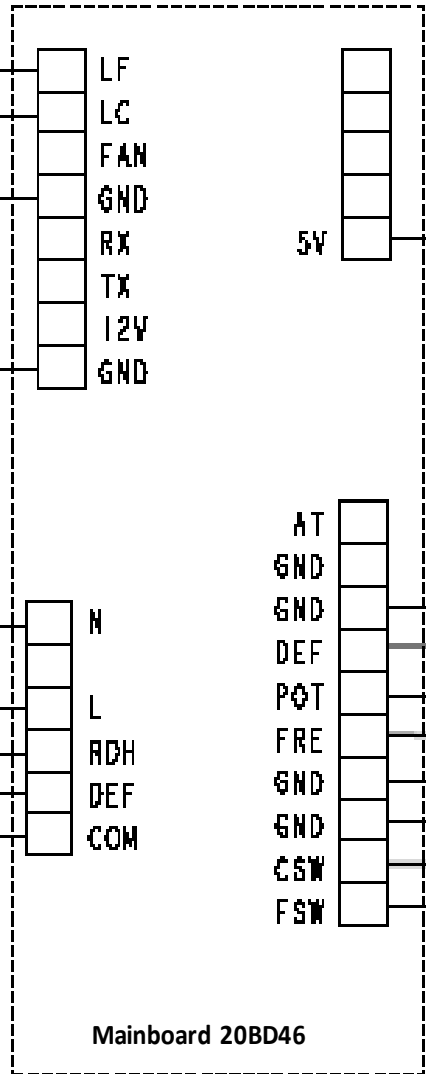 LF
LC
FAN
GND
RX
TX
12V
GND
5V
N
L
RDH
DEF
COM
AT
GND
GND
DEF
POT
FRE
GND
GND
CSW
FSW
Mainboard 20BD46